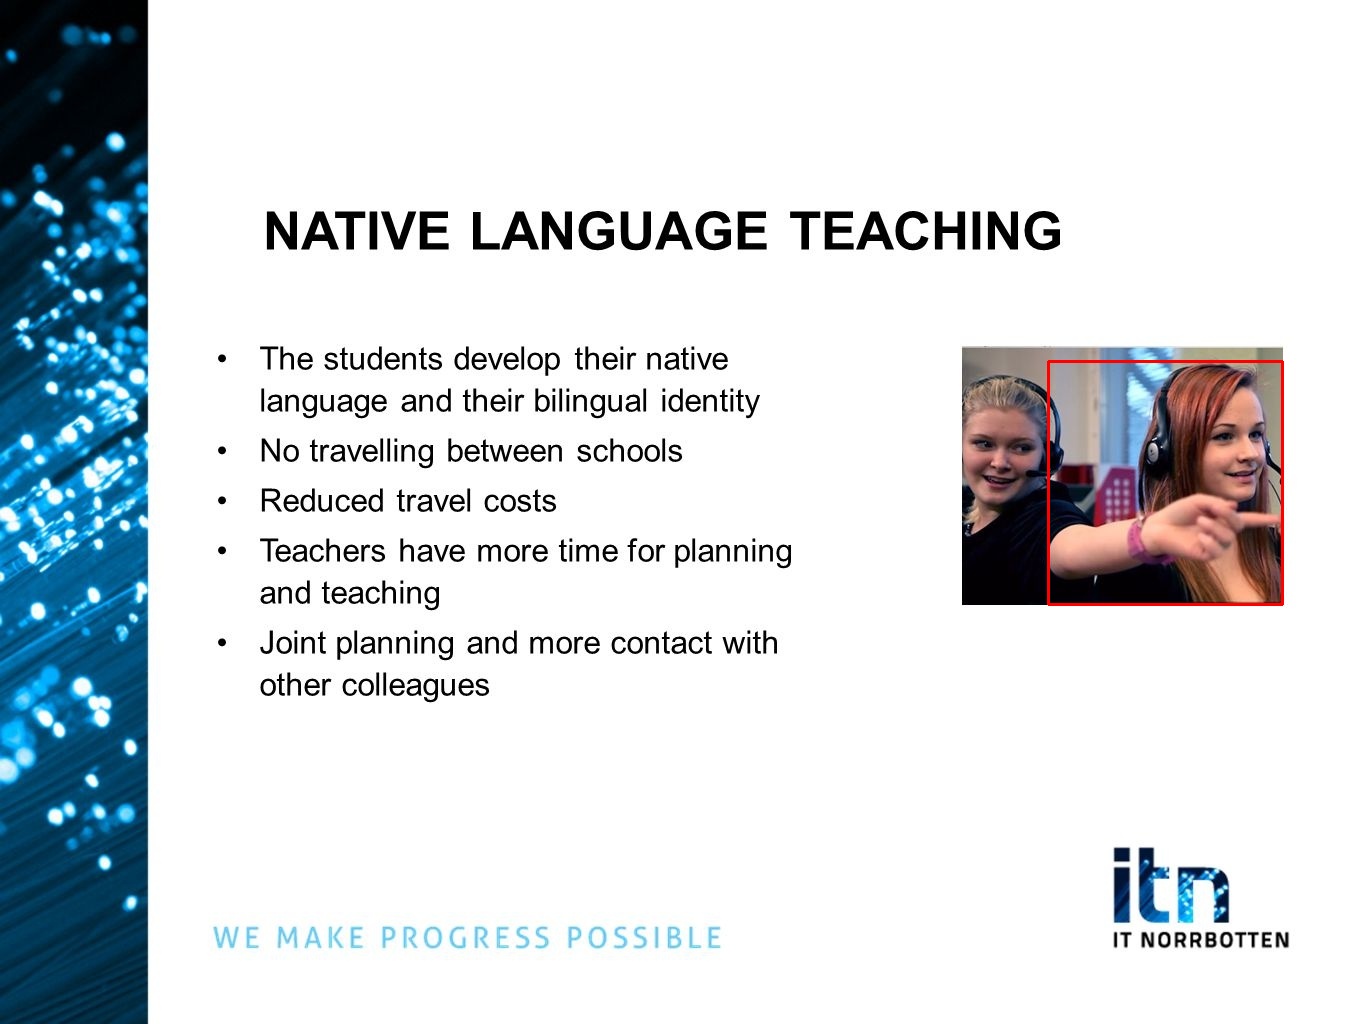 NATIVE LANGUAGE TEACHING
• The students develop their native
language and their bilingual identity
• No travelling between schools
• Reduced travel costs
• Teachers have more time for planning
and teaching
• Joint planning and more contact with
other colleagues
WE MAKE PROGRESS POSSIBLE
itn
IT NORRBOTTEN